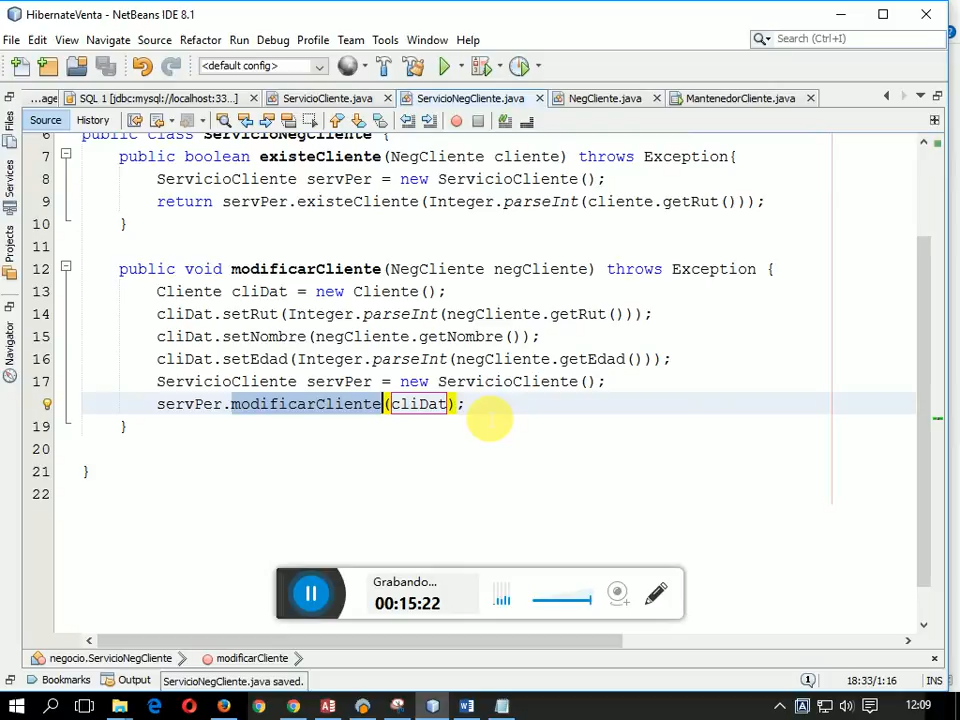 HibernateVenta - NetBeans IDE 8.1
File Edit View Navigate Source Refactor Run Debug Profile Team Tools Window Help
Search (Ctrl+I)
<default config>
...age SQL 1 [jdbc:mysql://localhost:33...] ServicioCliente.java ServicioNegCliente.java NegCliente.java MantenedorCliente.java
Source History
Files
Services
Projects
Navigator
6 public class ServicioNegCliente {
7 public boolean existeCliente(NegCliente cliente) throws Exception{
8 ServicioCliente servPer = new ServicioCliente();
9 return servPer.existeCliente(Integer.parseInt(cliente.getRut()));
10 }
11
12 public void modificarCliente(NegCliente negCliente) throws Exception {
13 Cliente cliDat = new Cliente();
14 cliDat.setRut(Integer.parseInt(negCliente.getRut()));
15 cliDat.setNombre(negCliente.getNombre());
16 cliDat.setEdad(Integer.parseInt(negCliente.getEdad()));
17 ServicioCliente servPer = new ServicioCliente();
servPer.modificarCliente(cliDat);
19 }
20
21 }
22
Grabando...
00:15:22
negocio.ServicioNegCliente modificarCliente
Bookmarks Output ServicioNegCliente.java saved. 1 18:33/1:16 INS
12:09